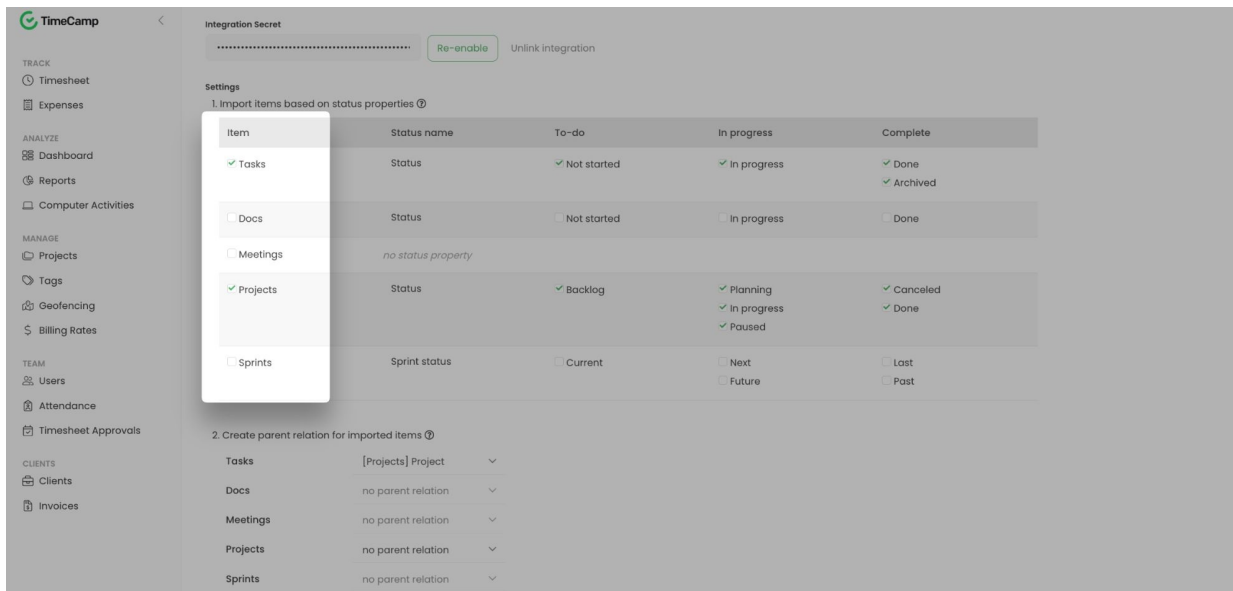 TimeCamp
TRACK
Timesheet
Expenses
ANALYZE
Dashboard
Reports
Computer Activities
MANAGE
Projects
Tags
Geofencing
$ Billing Rates
TEAM
Users
Attendance
Timesheet Approvals
CLIENTS
Clients
Invoices
Integration Secret
Re-enable Unlink integration
Settings
1. Import items based on status properties
Item Status name To-do In progress Complete
Tasks Status Not started In progress Done
Archived
Docs Status Not started In progress Done
Meetings no status property
Projects Status Backlog Planning Canceled
In progress Done
Paused
Sprints Sprint status Current Next Last
Future Past
2. Create parent relation for imported items
Tasks [Projects] Project
Docs no parent relation
Meetings no parent relation
Projects no parent relation
Sprints no parent relation